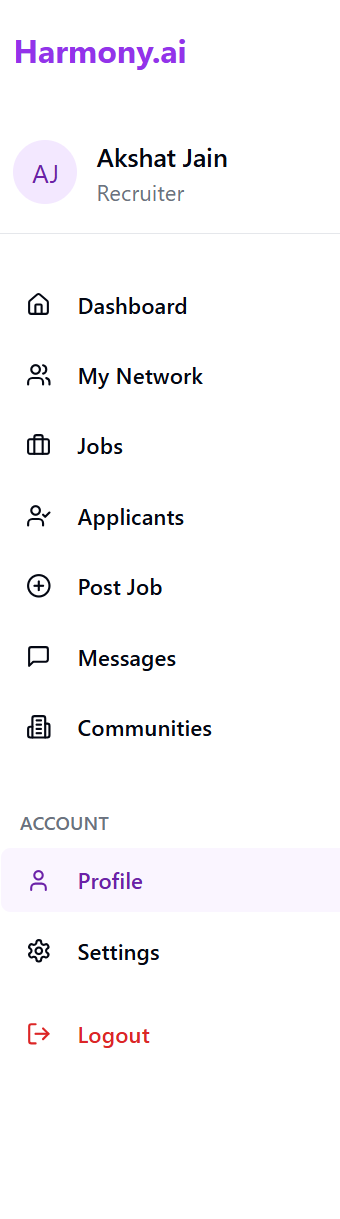 Harmony.ai
AJ
Akshat Jain
Recruiter
Dashboard
My Network
Jobs
Applicants
Post Job
Messages
Communities
ACCOUNT
Profile
Settings
Logout